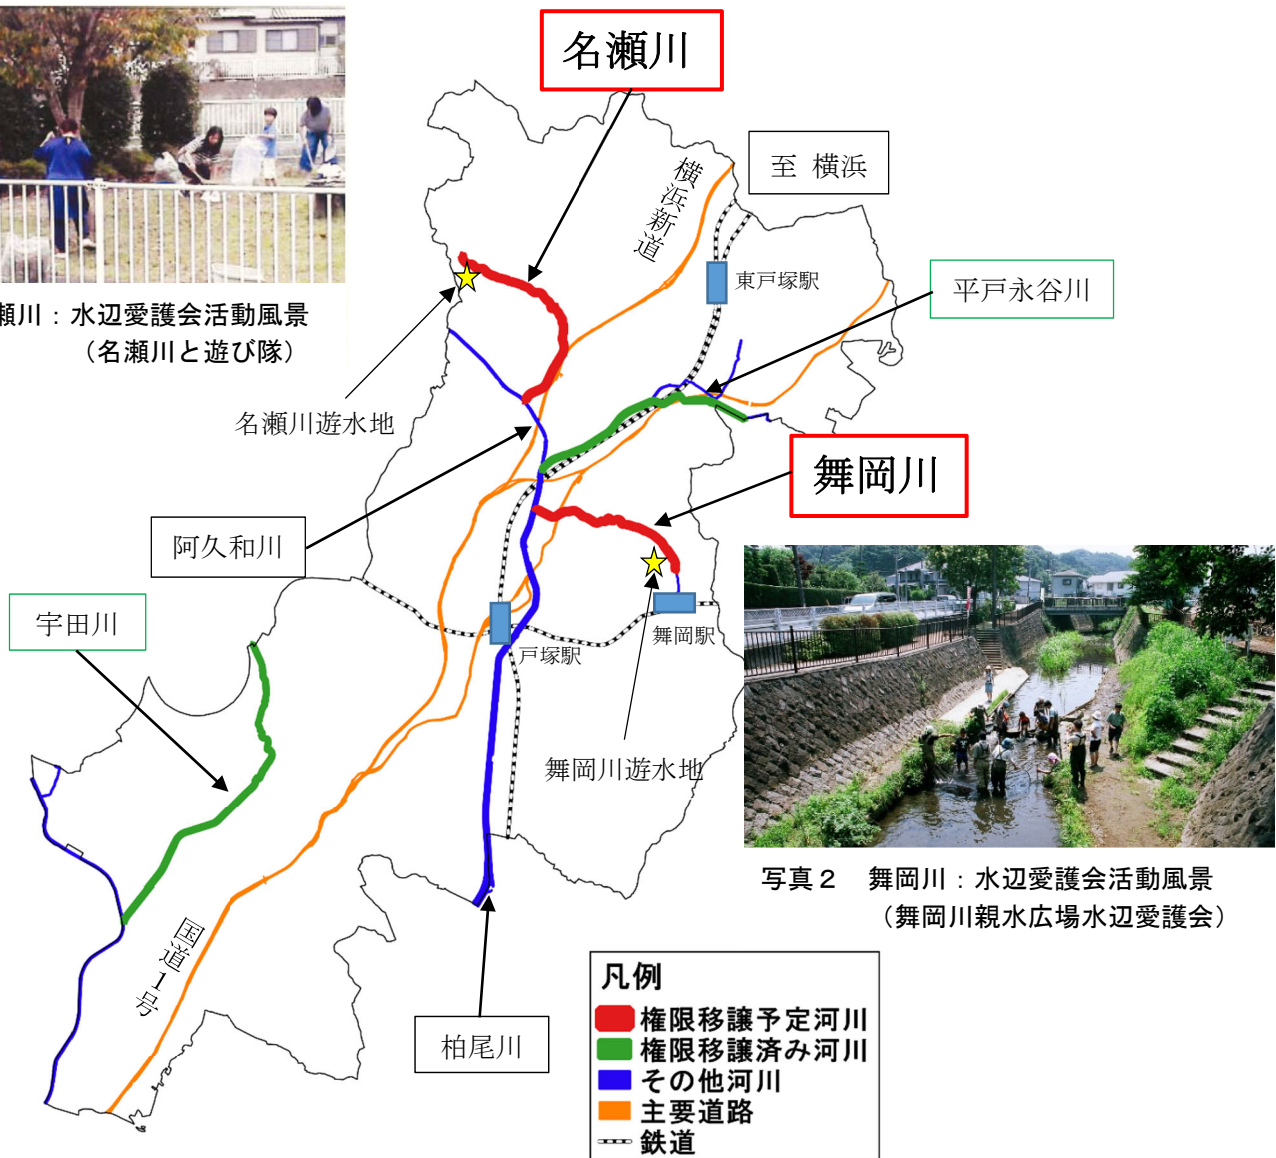 名瀬川
至 横浜
横浜新道
東戸塚駅
平戸永谷川
瀬川：水辺愛護会活動風景
（名瀬川と遊び隊）
名瀬川遊水地
舞岡川
阿久和川
宇田川
戸塚駅
舞岡駅
舞岡川遊水地
写真２　舞岡川：水辺愛護会活動風景
（舞岡川親水広場水辺愛護会）
国道１号
柏尾川
凡例
権限移譲予定河川
権限移譲済み河川
その他河川
主要道路
鉄道